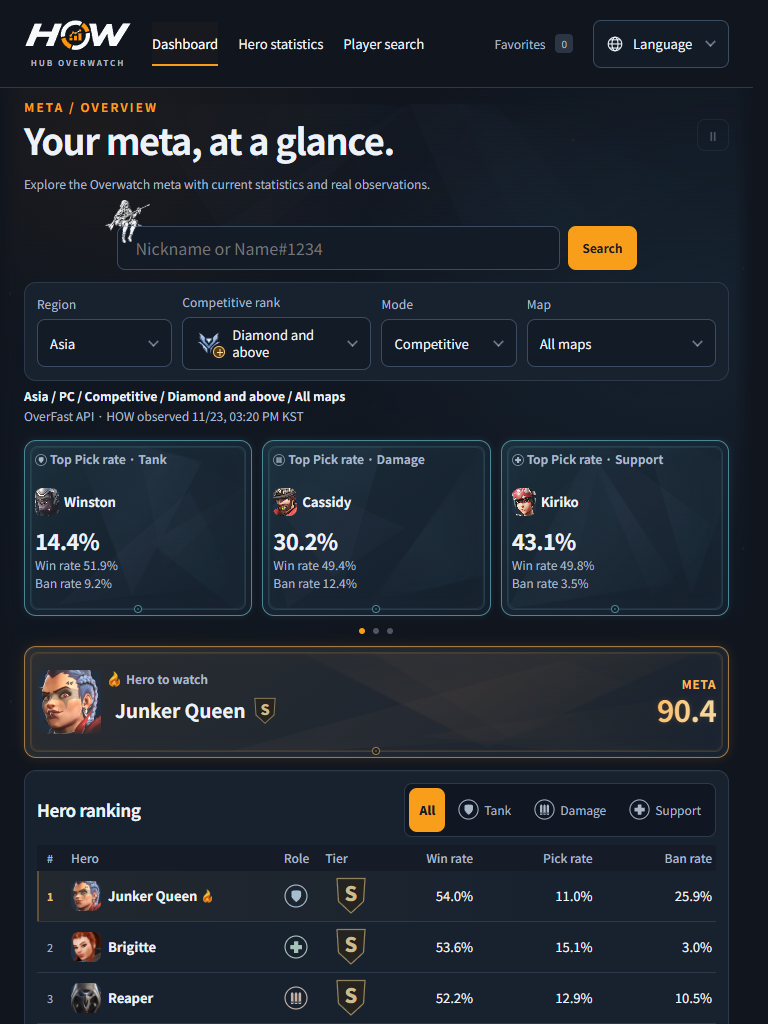 HOW
HUB OVERWATCH
Dashboard
Hero statistics
Player search
Favorites 0
Language
META / OVERVIEW
Your meta, at a glance.
Explore the Overwatch meta with current statistics and real observations.
Nickname or Name#1234
Search
Region
Competitive rank
Mode
Map
Asia
Diamond and
above
Competitive
All maps
Asia / PC / Competitive / Diamond and above / All maps
OverFast API · HOW observed 11/23, 03:20 PM KST
Top Pick rate · Tank
Winston
14.4%
Win rate 51.9%
Ban rate 9.2%
Top Pick rate · Damage
Cassidy
30.2%
Win rate 49.4%
Ban rate 12.4%
Top Pick rate · Support
Kiriko
43.1%
Win rate 49.8%
Ban rate 3.5%
Hero to watch
Junker Queen S
META
90.4
Hero ranking
All
Tank
Damage
Support
# Hero Role Tier Win rate Pick rate Ban rate
1 Junker Queen S 54.0% 11.0% 25.9%
2 Brigitte S 53.6% 15.1% 3.0%
3 Reaper S 52.2% 12.9% 10.5%